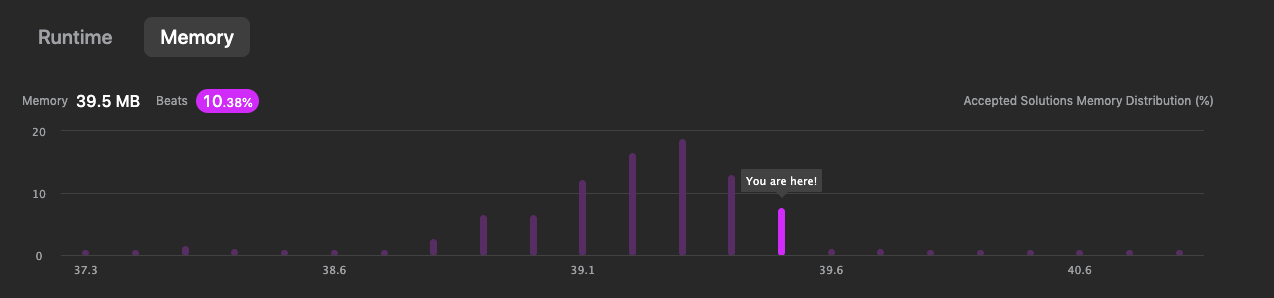 Runtime Memory
Memory 39.5 MB Beats 10.38% Accepted Solutions Memory Distribution (%)
20
You are here!
10
0
37.3 38.6 39.1 39.6 40.6